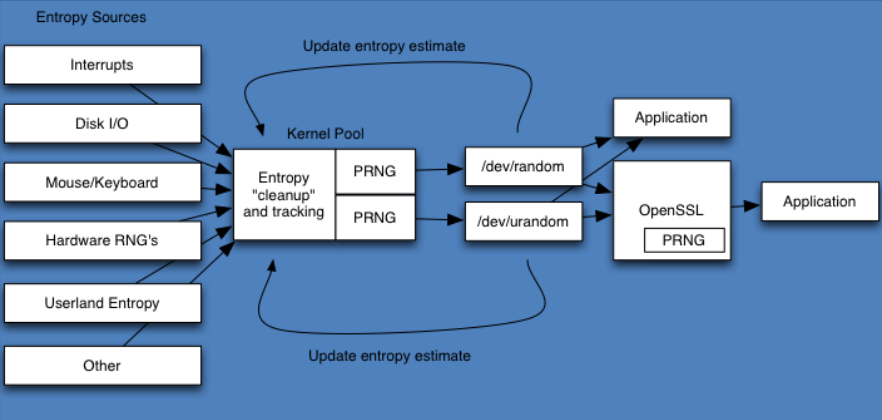 Entropy Sources
Interrupts
Disk I/O
Mouse/Keyboard
Hardware RNG's
Userland Entropy
Other
Update entropy estimate
Kernel Pool
Entropy
"cleanup"
and tracking
PRNG
PRNG
/dev/random
/dev/urandom
Update entropy estimate
Application
OpenSSL
PRNG
Application